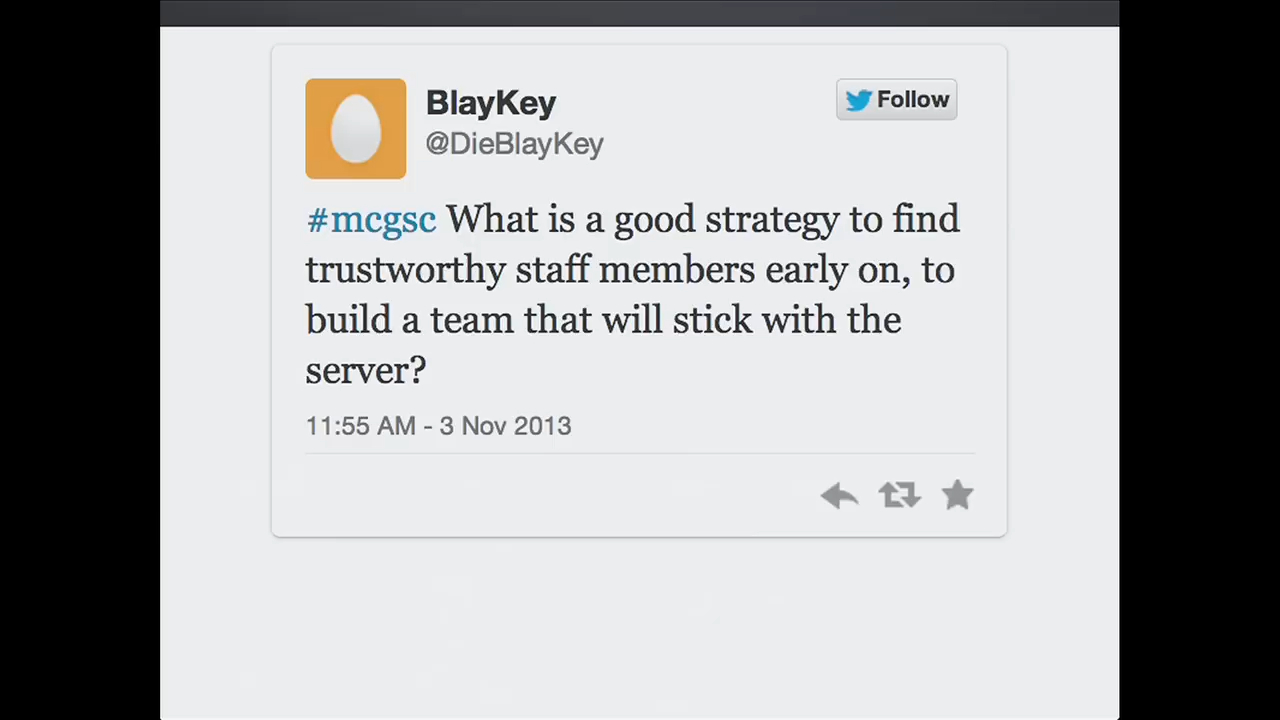 BlayKey
@DieBlayKey
Follow
#mcgsc What is a good strategy to find
trustworthy staff members early on, to
build a team that will stick with the
server?
11:55 AM - 3 Nov 2013